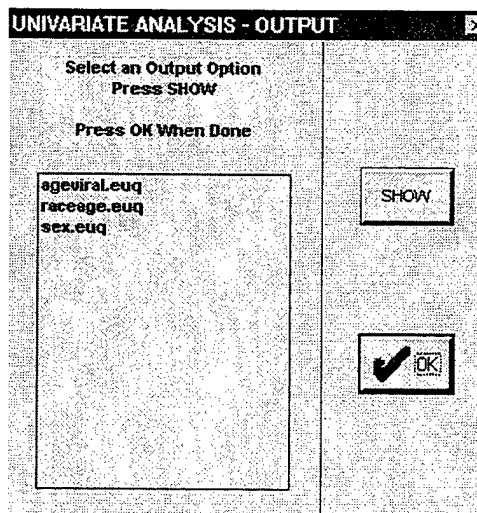 UNIVARIATE ANALYSIS - OUTPUT
Select an Output Option
Press SHOW
Press OK When Done
ageviral.euq
raceage.euq
sex.euq
SHOW
OK